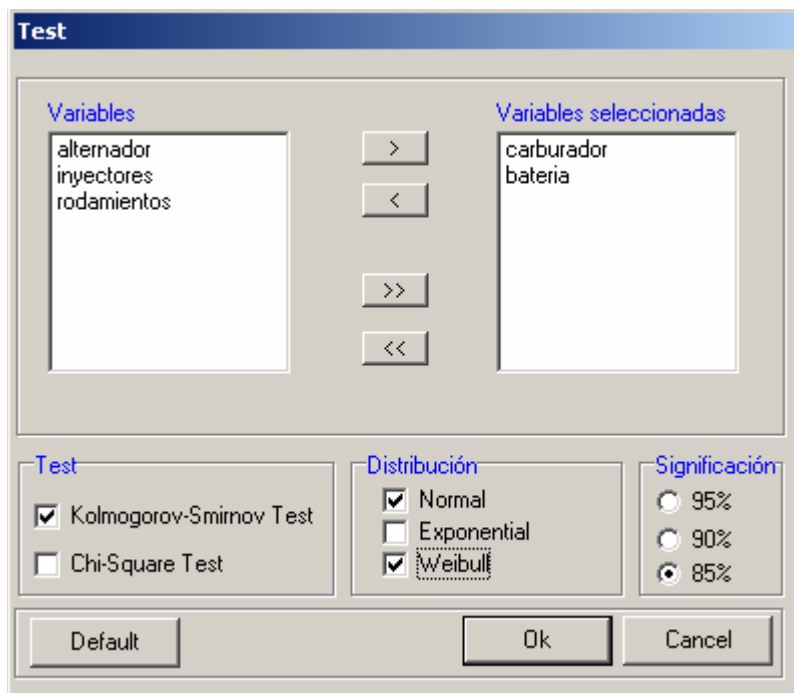 Test
Variables
alternador
inyectores
rodamientos
>
<
>>
<<
Variables seleccionadas
carburador
bateria
Test
Kolmogorov-Smirnov Test
Chi-Square Test
Distribución
Normal
Exponential
Weibull
Significación
95%
90%
85%
Default
Ok
Cancel